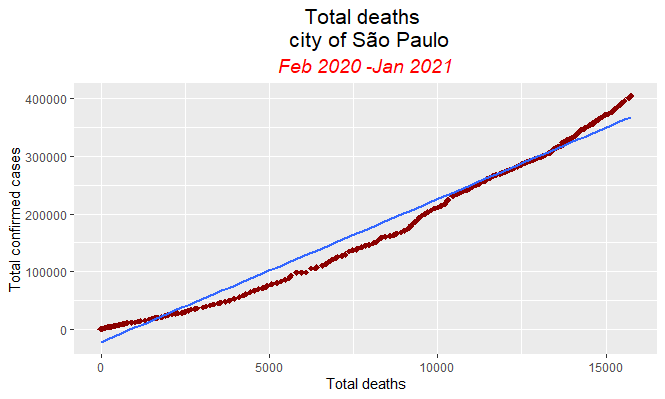 Total deaths
city of São Paulo
Feb 2020 -Jan 2021
Total confirmed cases
400000
300000
200000
100000
0
0
5000
10000
15000
Total deaths